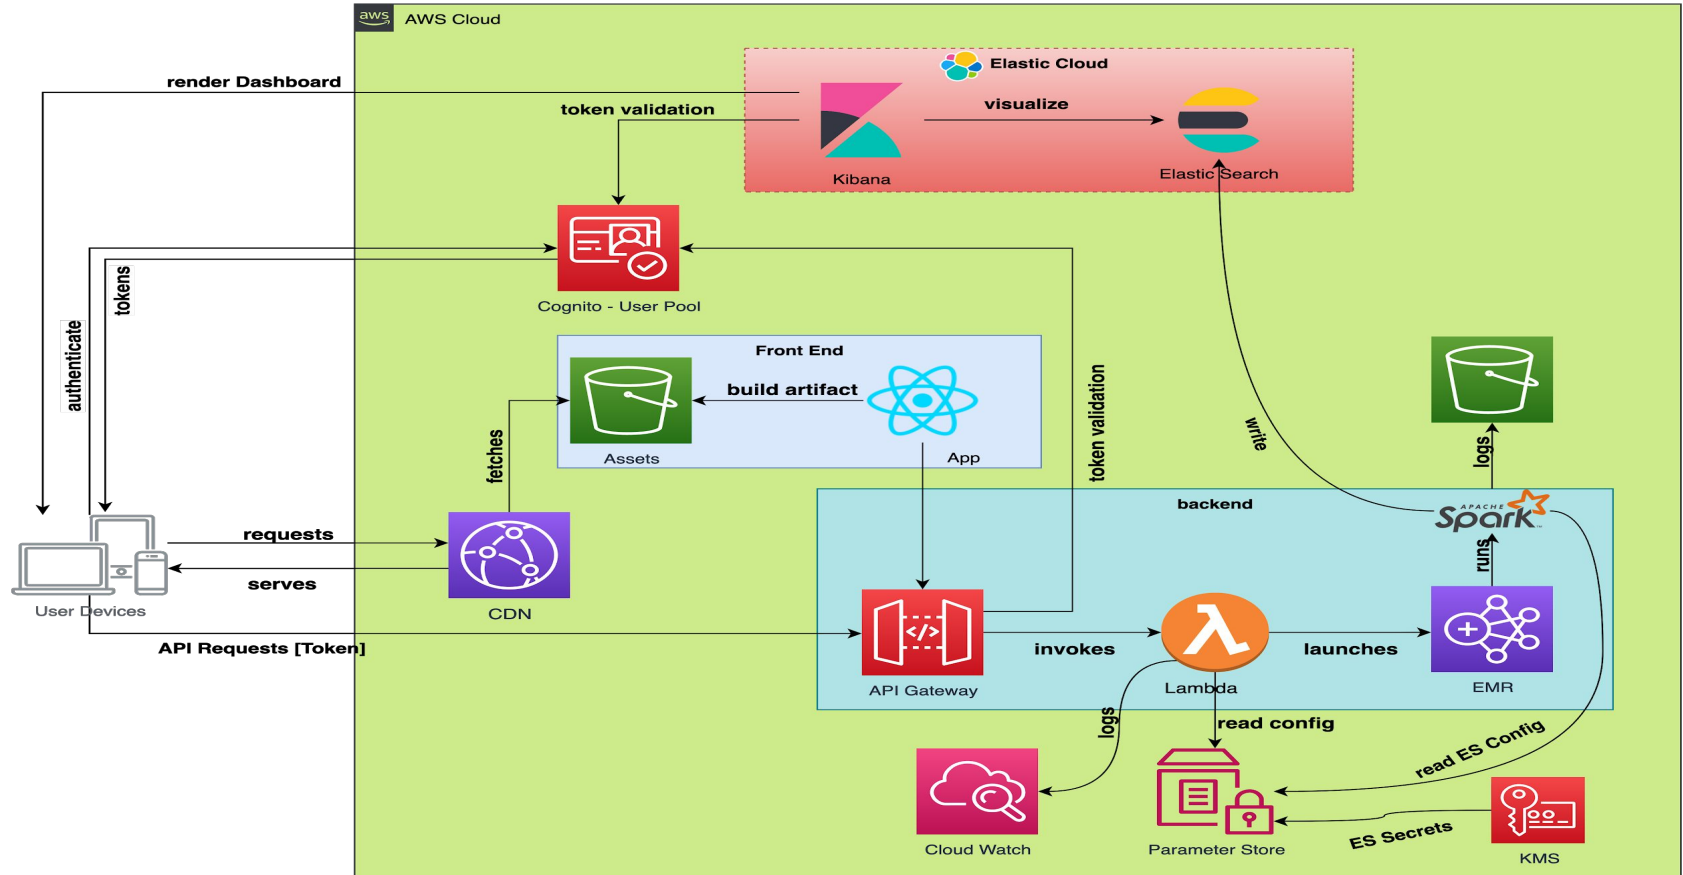 aws
AWS Cloud
Elastic Cloud
render Dashboard
token validation
visualize
Kibana
Elastic Search
tokens
authenticate
Cognito - User Pool
Front End
build artifact
token validation
fetches
Assets
App
write
logs
backend
APACHE
Spark
requests
serves
runs
User Devices
CDN
</>
API Requests [Token]
invokes
launches
API Gateway
Lambda
EMR
logs
read config
read ES Config
ES Secrets
Cloud Watch
Parameter Store
KMS